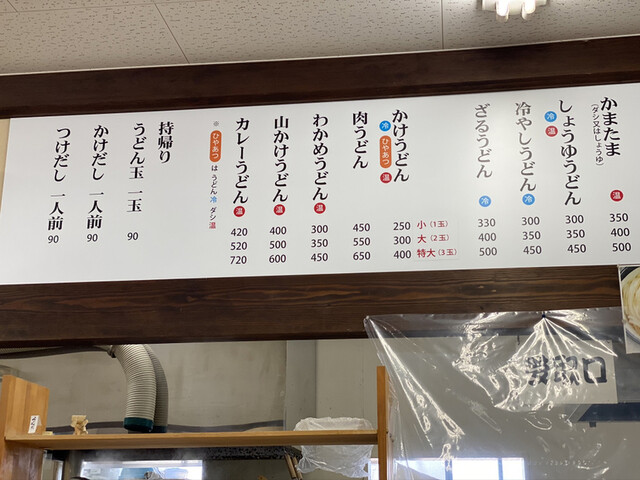 かまたま
(ダシ又はしょうゆ)
温
350
400
500
しょうゆうどん
冷
温
300
350
450
冷やしうどん
冷
300
350
450
ざるうどん
冷
330
400
500
かけうどん
冷 ひやあつ 温
250 小(1玉)
300 大(2玉)
400 特大(3玉)
肉うどん
450
550
650
わかめうどん
温
300
350
450
山かけうどん
温
400
500
600
カレーうどん
温
420
520
720
※ ひやあつ は うどん 冷 ダシ 温
持帰り
うどん玉 一玉
90
かけだし 一人前
90
つけだし 一人前
90